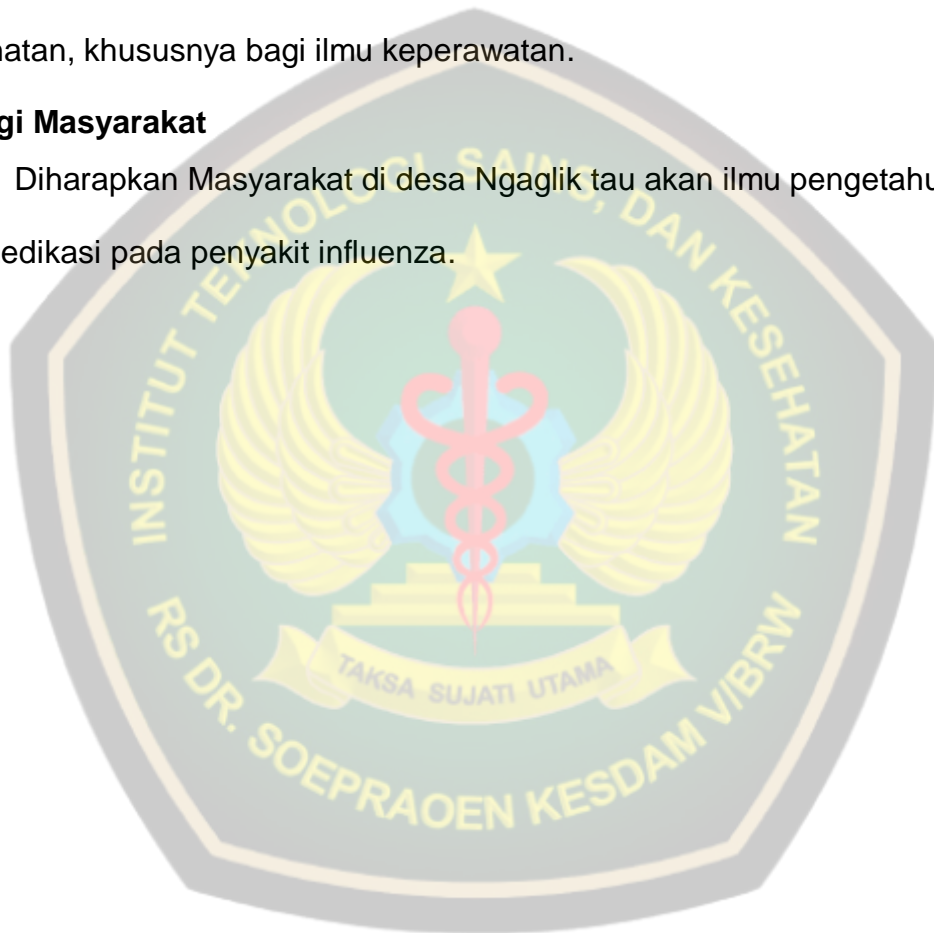 hatan, khususnya bagi ilmu keperawatan.
gi Masyarakat
Diharapkan Masyarakat di desa Ngaglik tau akan ilmu pengetahu
edikasi pada penyakit influenza.
INSTITUT TEKNOLOGI, SAINS, DAN KESEHATAN
TAKSA SUJATI UTAMA
RS DR. SOEPRAOEN KESDAM V/BRW